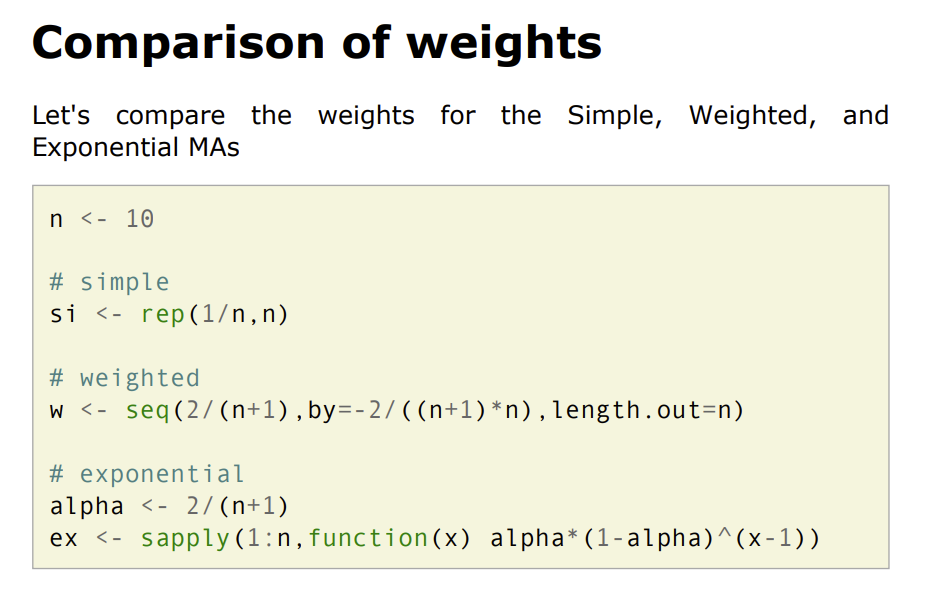 Comparison of weights
Let's compare the weights for the Simple, Weighted, and
Exponential MAs
n <- 10
# simple
si <- rep(1/n,n)
# weighted
w <- seq(2/(n+1),by=-2/((n+1)*n),length.out=n)
# exponential
alpha <- 2/(n+1)
ex <- sapply(1:n,function(x) alpha*(1-alpha)^(x-1))